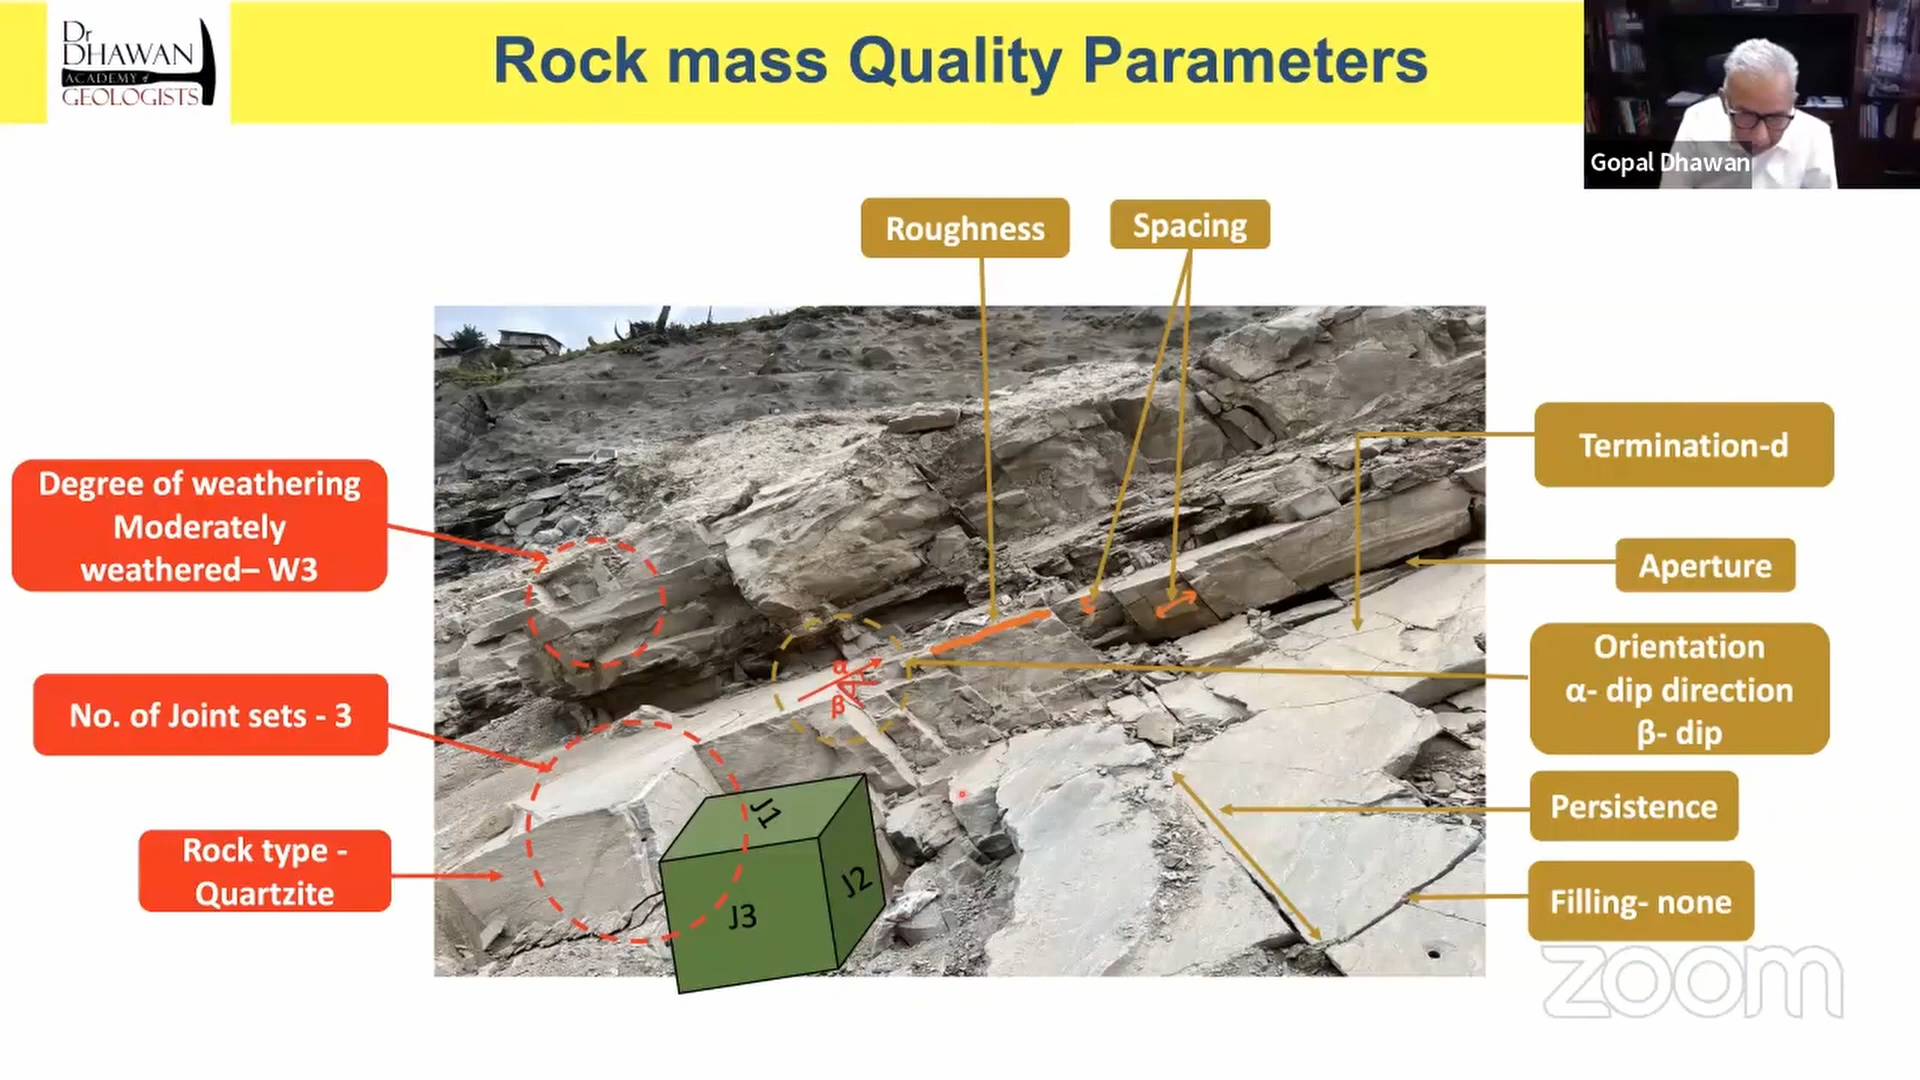 Dr
DHAWAN
ACADEMY of
GEOLOGISTS
Rock mass Quality Parameters
Gopal Dhawan
Roughness
Spacing
Termination-d
Degree of weathering
Moderately
weathered– W3
Aperture
Orientation
α- dip direction
β- dip
α
β
No. of Joint sets - 3
Persistence
J1
J2
J3
Rock type -
Quartzite
Filling- none
zoom